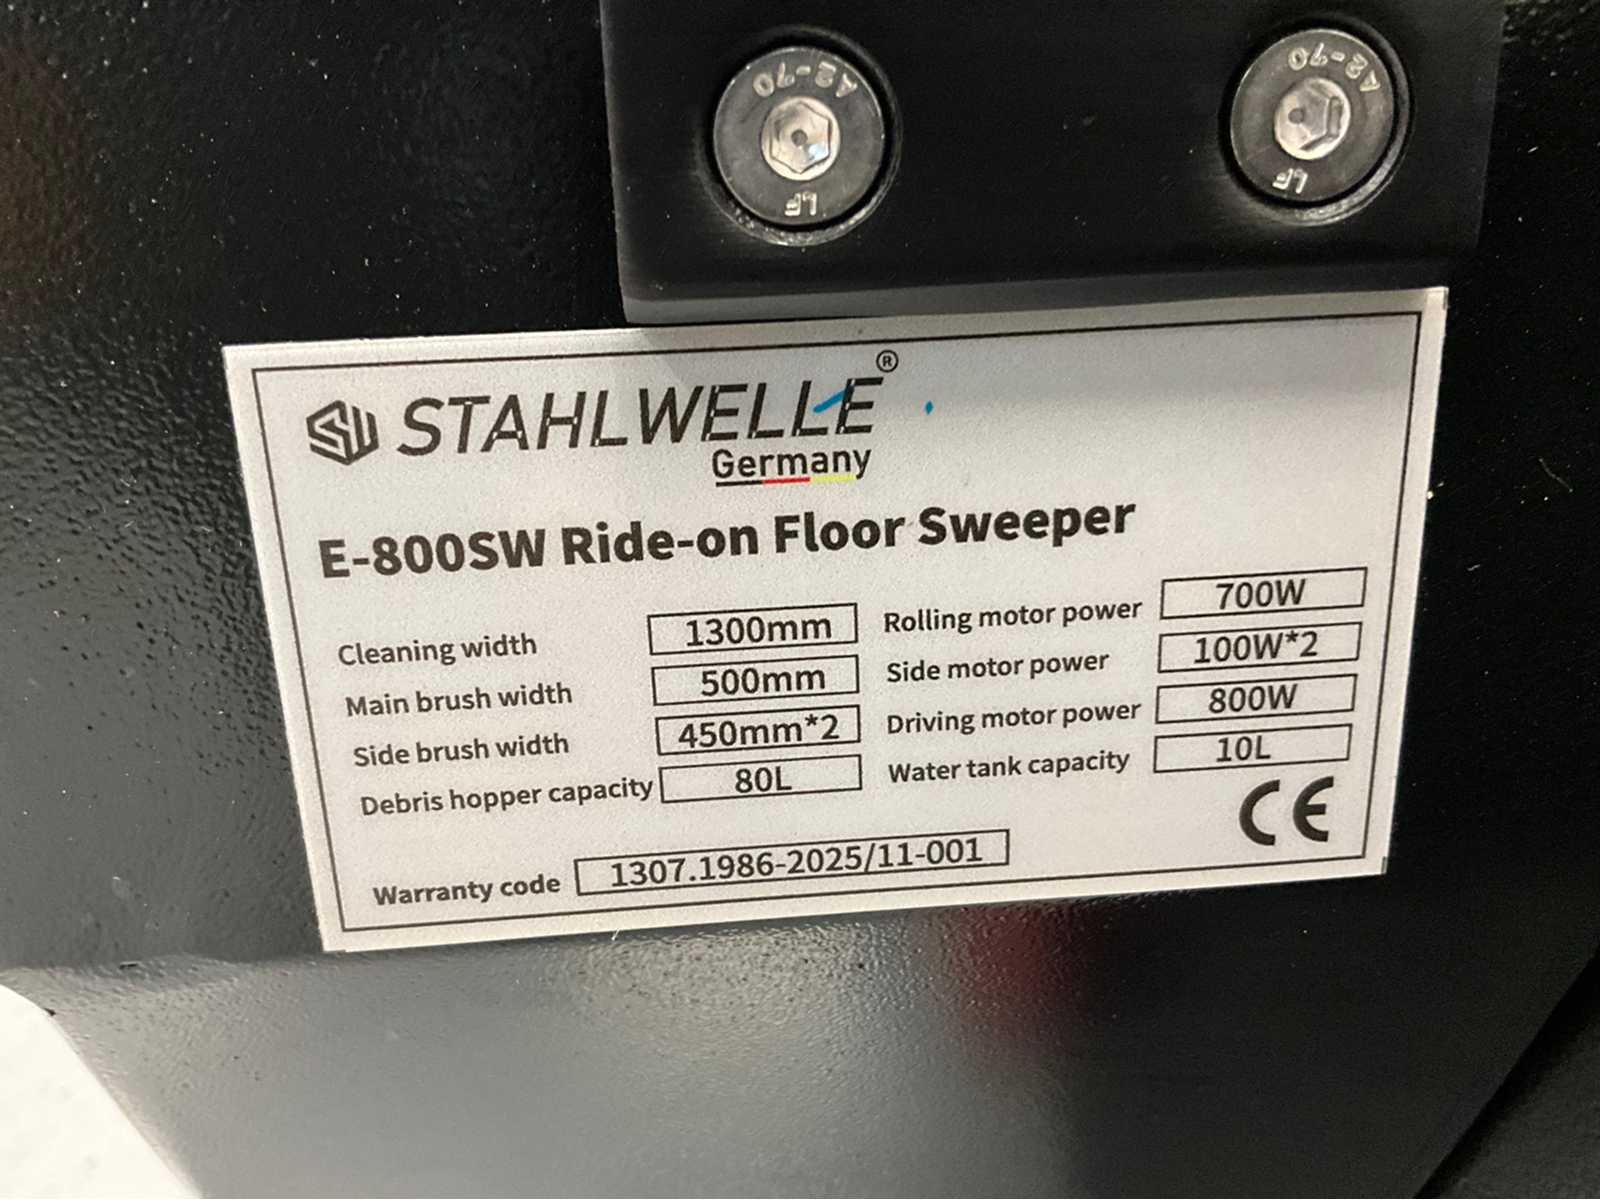 A2-70
LF
A2-70
LF
SW STAHLWELLE®
Germany
E-800SW Ride-on Floor Sweeper
Cleaning width 1300mm
Main brush width 500mm
Side brush width 450mm*2
Debris hopper capacity 80L
Rolling motor power 700W
Side motor power 100W*2
Driving motor power 800W
Water tank capacity 10L
Warranty code 1307.1986-2025/11-001
CE